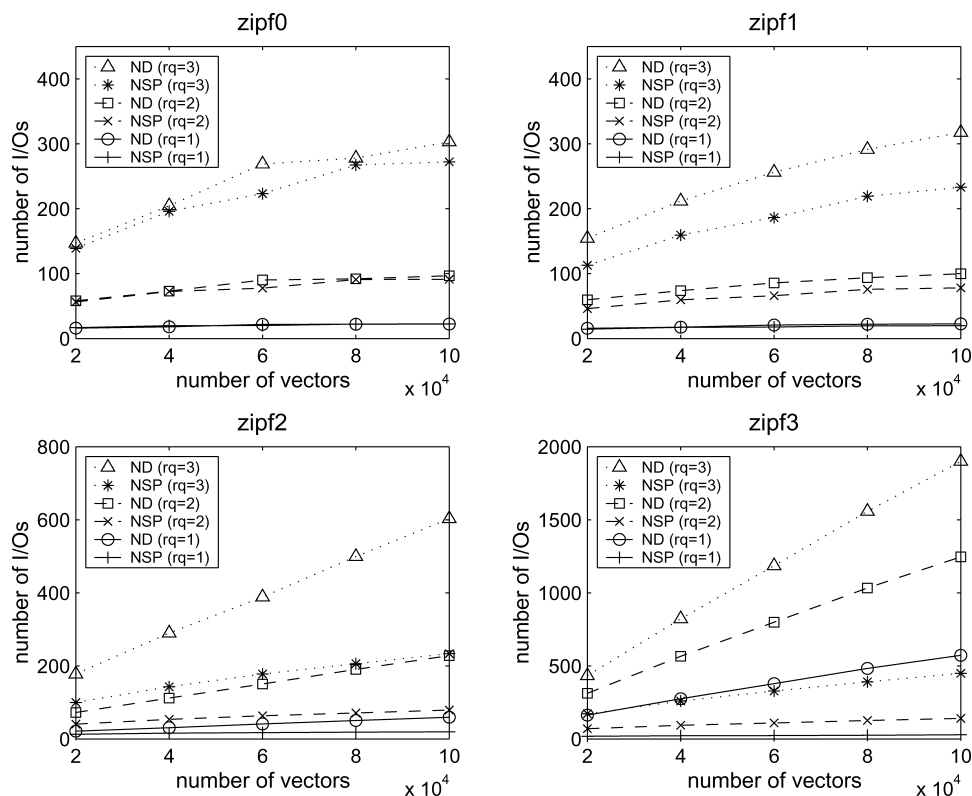 zipf0
number of I/Os
400
300
200
100
0
ND (rq=3)
NSP (rq=3)
ND (rq=2)
NSP (rq=2)
ND (rq=1)
NSP (rq=1)
2 4 6 8 10
number of vectors
x 10^4
zipf1
number of I/Os
400
300
200
100
0
ND (rq=3)
NSP (rq=3)
ND (rq=2)
NSP (rq=2)
ND (rq=1)
NSP (rq=1)
2 4 6 8 10
number of vectors
x 10^4
zipf2
number of I/Os
800
600
400
200
0
ND (rq=3)
NSP (rq=3)
ND (rq=2)
NSP (rq=2)
ND (rq=1)
NSP (rq=1)
2 4 6 8 10
number of vectors
x 10^4
zipf3
number of I/Os
2000
1500
1000
500
0
ND (rq=3)
NSP (rq=3)
ND (rq=2)
NSP (rq=2)
ND (rq=1)
NSP (rq=1)
2 4 6 8 10
number of vectors
x 10^4